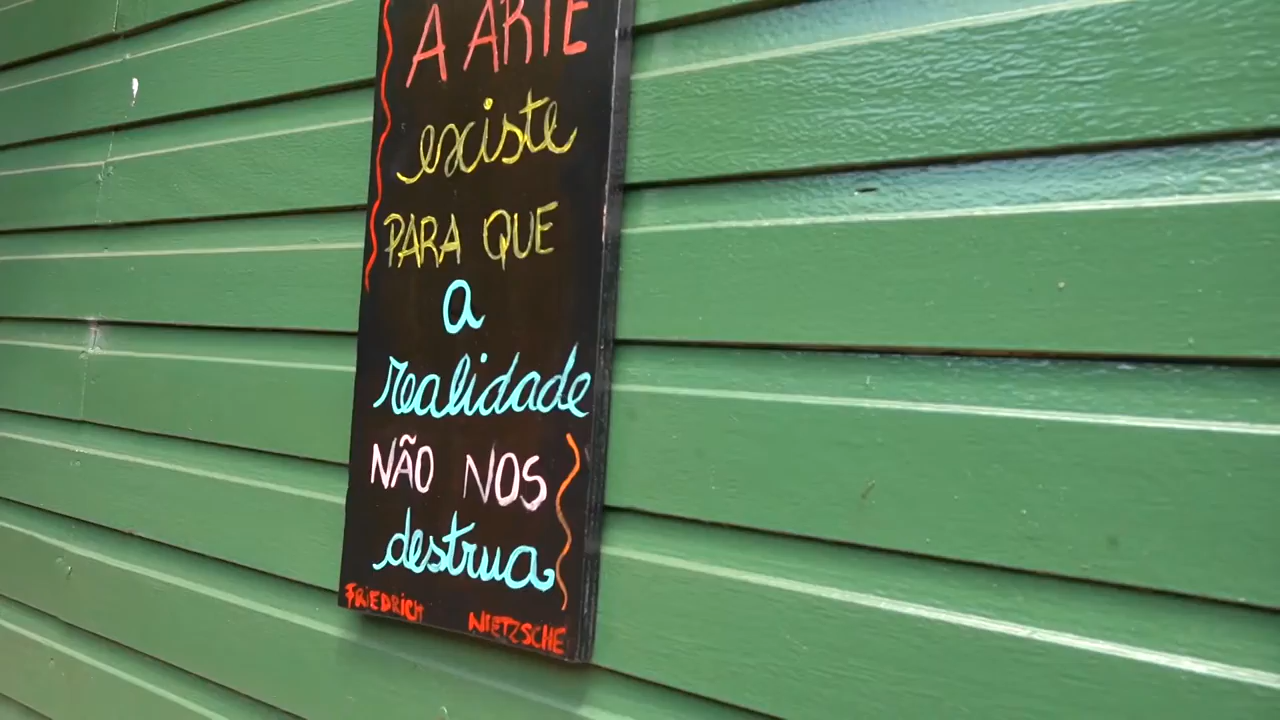 A ARTE
existe
PARA QUE
a
realidade
NÃO NOS
destrua
FRiEDRiCH NIETZSCHE